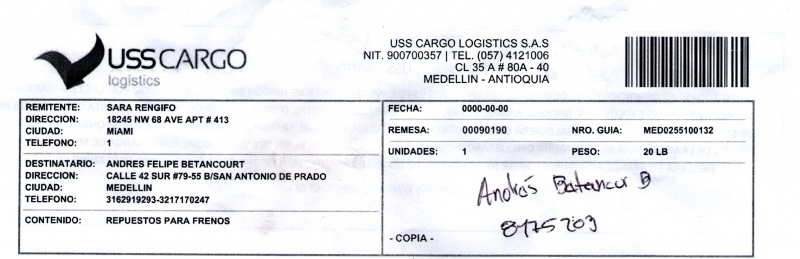 USS CARGO
logistics
USS CARGO LOGISTICS S.A.S
NIT. 900700357 | TEL. (057) 4121006
CL 35 A # 80A - 40
MEDELLIN - ANTIOQUIA
REMITENTE: SARA RENGIFO
DIRECCION: 18245 NW 68 AVE APT # 413
CIUDAD: MIAMI
TELEFONO: 1
DESTINATARIO: ANDRES FELIPE BETANCOURT
DIRECCION: CALLE 42 SUR #79-55 B/SAN ANTONIO DE PRADO
CIUDAD: MEDELLIN
TELEFONO: 3162919293-3217170247
CONTENIDO: REPUESTOS PARA FRENOS
FECHA: 0000-00-00
REMESA: 00090190 NRO. GUIA: MED0255100132
UNIDADES: 1 PESO: 20 LB
Andrés Betancur B
8175209
- COPIA -